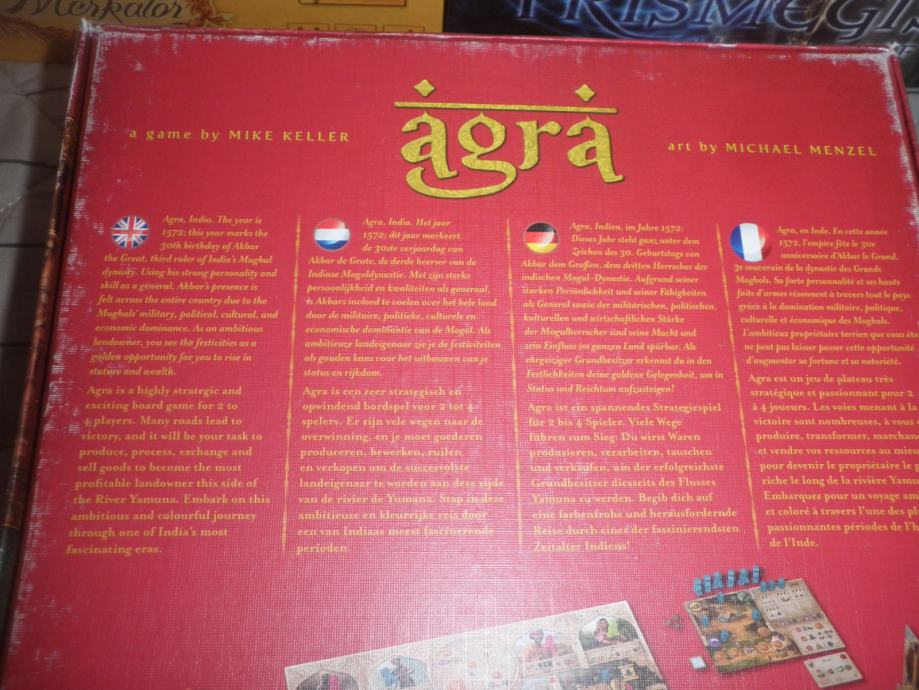 Merkator
TRISMEGIS
a game by MIKE KELLER
agra
art by MICHAEL MENZEL
Agra, India. The year is
1572; this year marks the
30th birthday of Akbar
the Great, third ruler of India's Mughal
dynasty. Using his strong personality and
skill as a general, Akbar's presence is
felt across the entire country due to the
Mughals' military, political, cultural, and
economic dominance. As an ambitious
landowner, you see the festivities as a
golden opportunity for you to rise in
stature and wealth.
Agra is a highly strategic and
exciting board game for 2 to
4 players. Many roads lead to
victory, and it will be your task to
produce, process, exchange and
sell goods to become the most
profitable landowner this side of
the River Yamuna. Embark on this
ambitious and colourful journey
through one of India's most
fascinating eras.
Agra, India. Het jaar
1572; dit jaar markeert
de 30ste verjaardag van
Akbar de Grote, de derde heerser van de
Indiase Magoldynastie. Met zijn sterke
persoonlijkheid en kwaliteiten als generaal,
is Akbars invloed te voelen over het hele land
door de militaire, politieke, culturele en
economische dominantie van de Mogol. Als
ambitieuze landeigenaar zie je de festiviteiten
als gouden kans voor het uitbouwen van je
status en rijkdom.
Agra is een zeer strategisch en
opwindend bordspel voor 2 tot 4
spelers. Er zijn vele wegen naar de
overwinning, en je moet goederen
produceren, bewerken, ruilen
en verkopen om de succesvolste
landeigenaar te worden aan deze zijde
van de rivier de Yumana. Stap in deze
ambitieuze en kleurrijke reis door
een van Indiaas meest fascinerende
perioden.
Agra, Indien, im Jahre 1572:
Dieses Jahr steht ganz unter dem
Zeichen des 30. Geburtstages von
Akbar dem Großen, dem dritten Herrscher der
indischen Mogul-Dynastie. Aufgrund seiner
starken Persönlichkeit und seiner Fähigkeiten
als General sowie der militärischen, politischen,
kulturellen und wirtschaftlichen Stärke
der Mogulherrscher sind seine Macht und
sein Einfluss im ganzen Land spürbar. Als
ehrgeiziger Grundbesitzer erkennst du in den
Festlichkeiten deine goldene Gelegenheit, um in
Status und Reichtum aufzusteigen!
Agra ist ein spannendes Strategiespiel
für 2 bis 4 Spieler. Viele Wege
führen zum Sieg: Du wirst Waren
produzieren, verarbeiten, tauschen
und verkaufen, um der erfolgreichste
Grundbesitzer diesseits des Flusses
Yamuna zu werden. Begib dich auf
eine farbenfrohe und herausfordernde
Reise durch eines der faszinierendsten
Zeitalter Indiens!
Agra, en Inde. En cette année
1572, l'empire fête le 30e
anniversaire d'Akbar le Grand,
3e souverain de la dynastie des Grands
Moghols. Sa forte personnalité et ses hauts
faits d'armes résonnent à travers tout le pays
grâce à la domination militaire, politique,
culturelle et économique des Moghols.
L'ambitieux propriétaire terrien que vous ête
ne peut pas laisser passer cette opportunité
d'augmenter sa fortune et sa notoriété.
Agra est un jeu de plateau très
stratégique et passionnant pour 2
à 4 joueurs. Les voies menant à la
victoire sont nombreuses, à vous d
produire, transformer, marchan
et vendre vos ressources au mieu
pour devenir le propriétaire le p
riche le long de la rivière Yamu
Embarquez pour un voyage am
et coloré à travers l'une des pl
passionnantes périodes de l'h
de l'Inde.